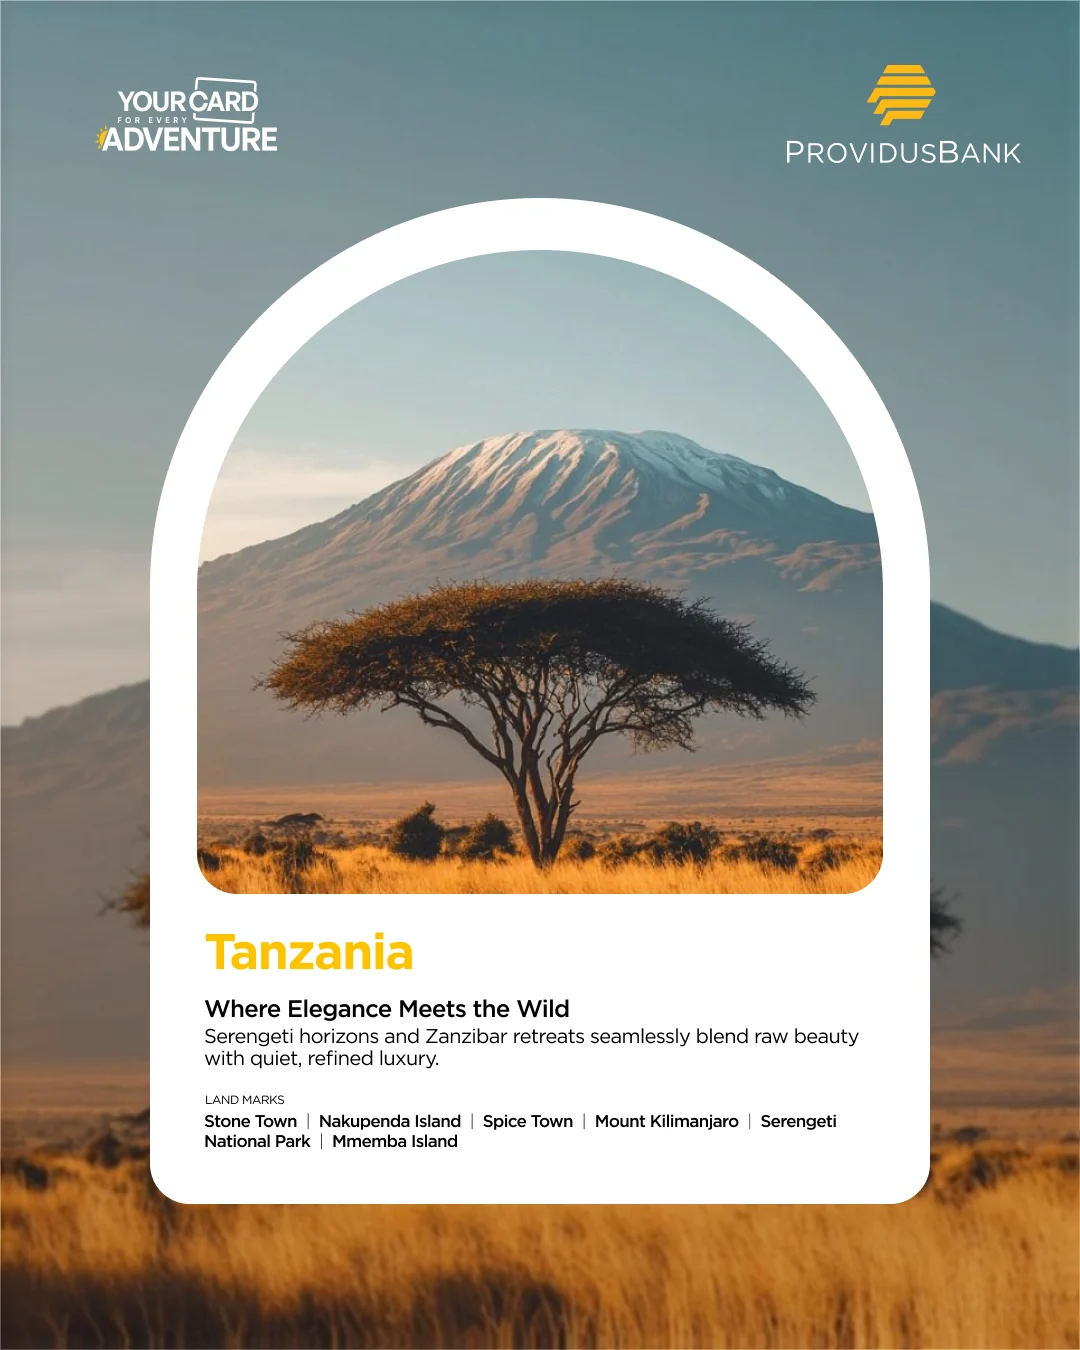 YOUR CARD
FOR EVERY
ADVENTURE
PROVIDUSBANK
Tanzania
Where Elegance Meets the Wild
Serengeti horizons and Zanzibar retreats seamlessly blend raw beauty
with quiet, refined luxury.
LAND MARKS
Stone Town | Nakupenda Island | Spice Town | Mount Kilimanjaro | Serengeti
National Park | Mmemba Island